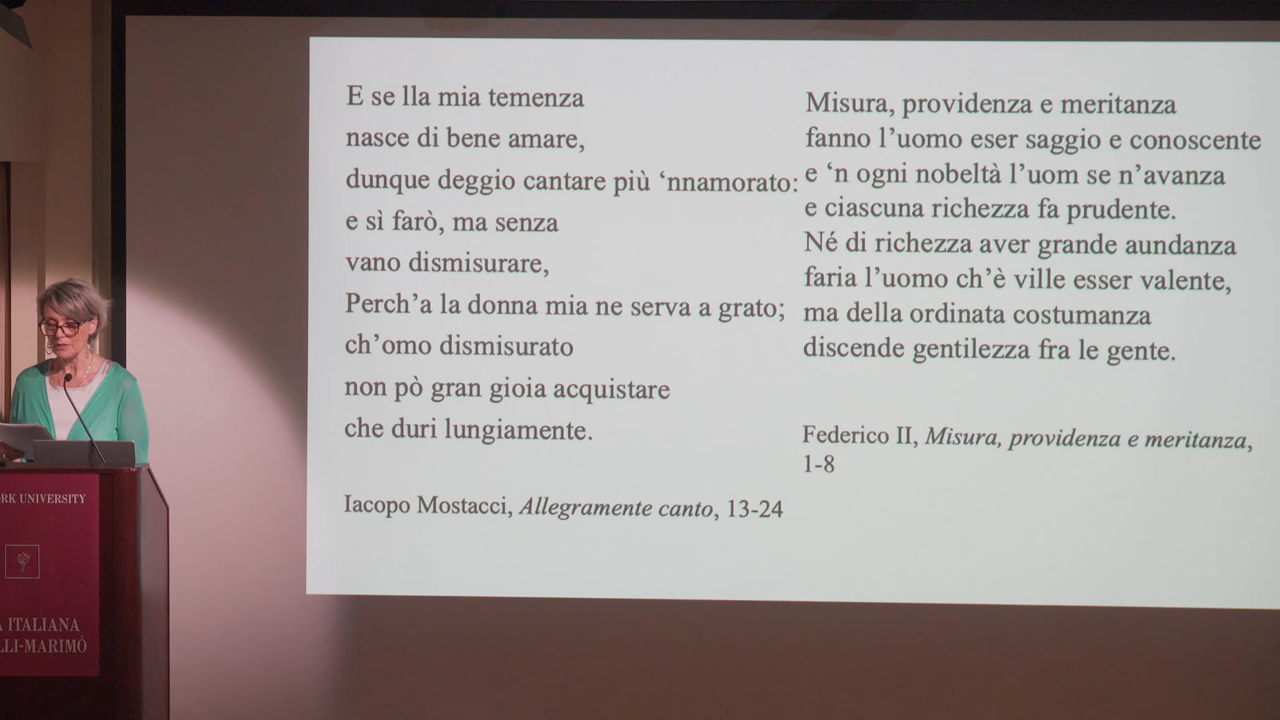 E se lla mia temenza
nasce di bene amare,
dunque deggio cantare più ‘nnamorato:
e sì farò, ma senza
vano dismisurare,
Perch’a la donna mia ne serva a grato;
ch’omo dismisurato
non pò gran gioia acquistare
che duri lungiamente.
Iacopo Mostacci, Allegramente canto, 13-24
Misura, providenza e meritanza
fanno l’uomo eser saggio e conoscente
e ‘n ogni nobeltà l’uom se n’avanza
e ciascuna richezza fa prudente.
Né di richezza aver grande aundanza
faria l’uomo ch’è ville esser valente,
ma della ordinata costumanza
discende gentilezza fra le gente.
Federico II, Misura, providenza e meritanza,
1-8
RK UNIVERSITY
A ITALIANA
LLI-MARIMÒ